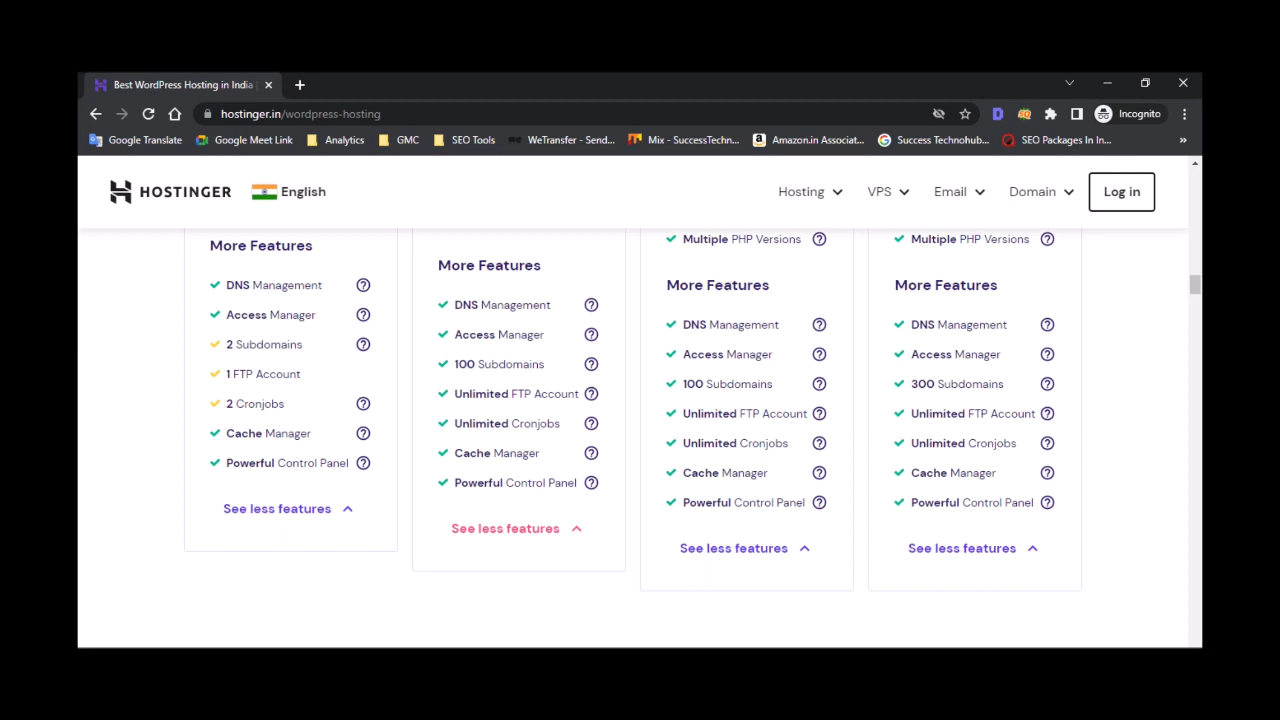 Best WordPress Hosting in India
hostinger.in/wordpress-hosting
Incognito
Google Translate
Google Meet Link
Analytics
GMC
SEO Tools
WeTransfer - Send...
Mix - SuccessTechn...
Amazon.in Associat...
Success Technohub...
SEO Packages In In...
»
HOSTINGER
English
Hosting
VPS
Email
Domain
Log in
More Features
DNS Management
Access Manager
2 Subdomains
1 FTP Account
2 Cronjobs
Cache Manager
Powerful Control Panel
See less features
More Features
DNS Management
Access Manager
100 Subdomains
Unlimited FTP Account
Unlimited Cronjobs
Cache Manager
Powerful Control Panel
See less features
Multiple PHP Versions
More Features
DNS Management
Access Manager
100 Subdomains
Unlimited FTP Account
Unlimited Cronjobs
Cache Manager
Powerful Control Panel
See less features
Multiple PHP Versions
More Features
DNS Management
Access Manager
300 Subdomains
Unlimited FTP Account
Unlimited Cronjobs
Cache Manager
Powerful Control Panel
See less features